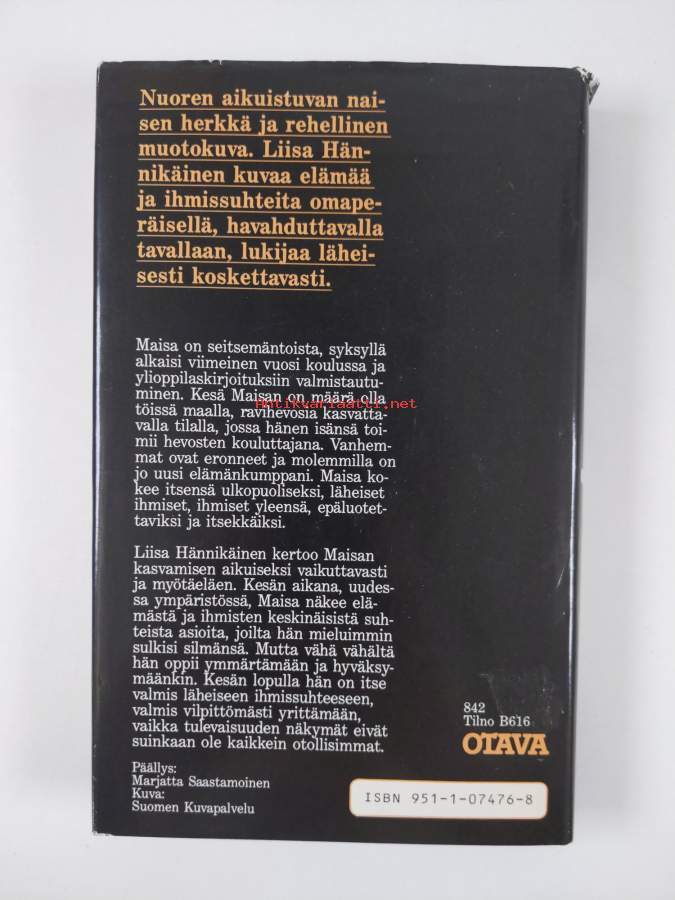 Nuoren aikuistuvan nai-
sen herkkä ja rehellinen
muotokuva. Liisa Hän-
nikäinen kuvaa elämää
ja ihmissuhteita omape-
räisellä, havahduttavalla
tavallaan, lukijaa lähei-
sesti koskettavasti.
Maisa on seitsemäntoista, syksyllä
alkaisi viimeinen vuosi koulussa ja
ylioppilaskirjoituksiin valmistautu-
minen. Kesä Maisan on määrä olla
töissä maalla, ravihevosia kasvatta-
antikvariaatti.net
valla tilalla, jossa hänen isänsä toi-
mii hevosten kouluttajana. Vanhem-
mat ovat eronneet ja molemmilla on
jo uusi elämänkumppani. Maisa ko-
kee itsensä ulkopuoliseksi, läheiset
ihmiset, ihmiset yleensä, epäluotet-
taviksi ja itsekkäiksi.
Liisa Hännikäinen kertoo Maisan
kasvamisen aikuiseksi vaikuttavasti
ja myötäeläen. Kesän aikana, uudes-
sa ympäristössä, Maisa näkee elä-
mästä ja ihmisten keskinäisistä suh-
teista asioita, joilta hän mieluimmin
sulkisi silmänsä. Mutta vähä vähältä
hän oppii ymmärtämään ja hyväksy-
määnkin. Kesän lopulla hän on itse
valmis läheiseen ihmissuhteeseen,
valmis vilpittömästi yrittämään,
vaikka tulevaisuuden näkymät eivät
suinkaan ole kaikkein otollisimmat.
Päällys:
Marjatta Saastamoinen
Kuva:
Suomen Kuvapalvelu
842
Tilno B616
OTAVA
ISBN 951-1-07476-8